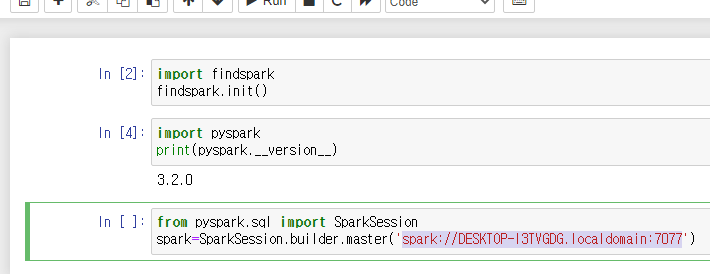 Run
Code
In [2]:
import findspark
findspark.init()
In [4]:
import pyspark
print(pyspark.__version__)
3.2.0
In [ ]:
from pyspark.sql import SparkSession
spark=SparkSession.builder.master('spark://DESKTOP-I3TVGDG.localdomain:7077')